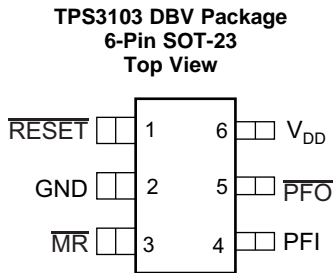 TPS3103 DBV Package
6-Pin SOT-23
Top View
RESET 1 6 VDD
GND 2 5 PFO
MR 3 4 PFI